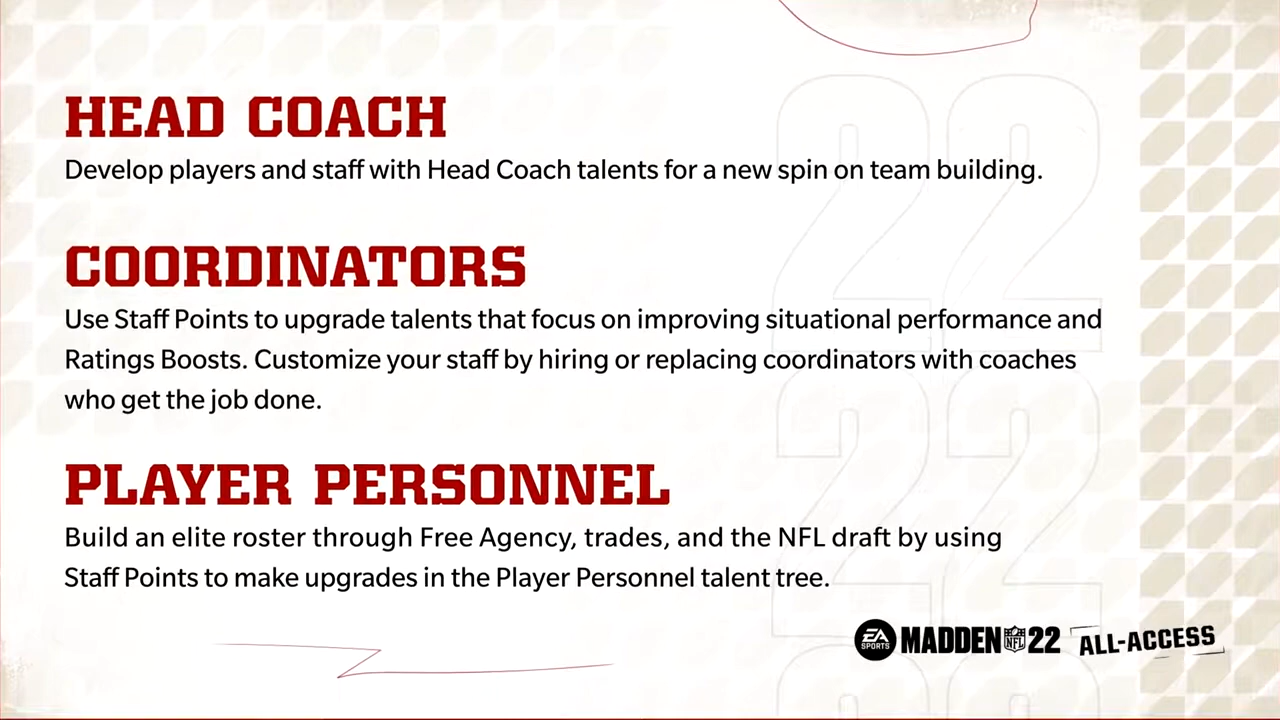 HEAD COACH
Develop players and staff with Head Coach talents for a new spin on team building.
COORDINATORS
Use Staff Points to upgrade talents that focus on improving situational performance and
Ratings Boosts. Customize your staff by hiring or replacing coordinators with coaches
who get the job done.
PLAYER PERSONNEL
Build an elite roster through Free Agency, trades, and the NFL draft by using
Staff Points to make upgrades in the Player Personnel talent tree.
22
22
22
EA SPORTS MADDEN NFL 22 ALL-ACCESS